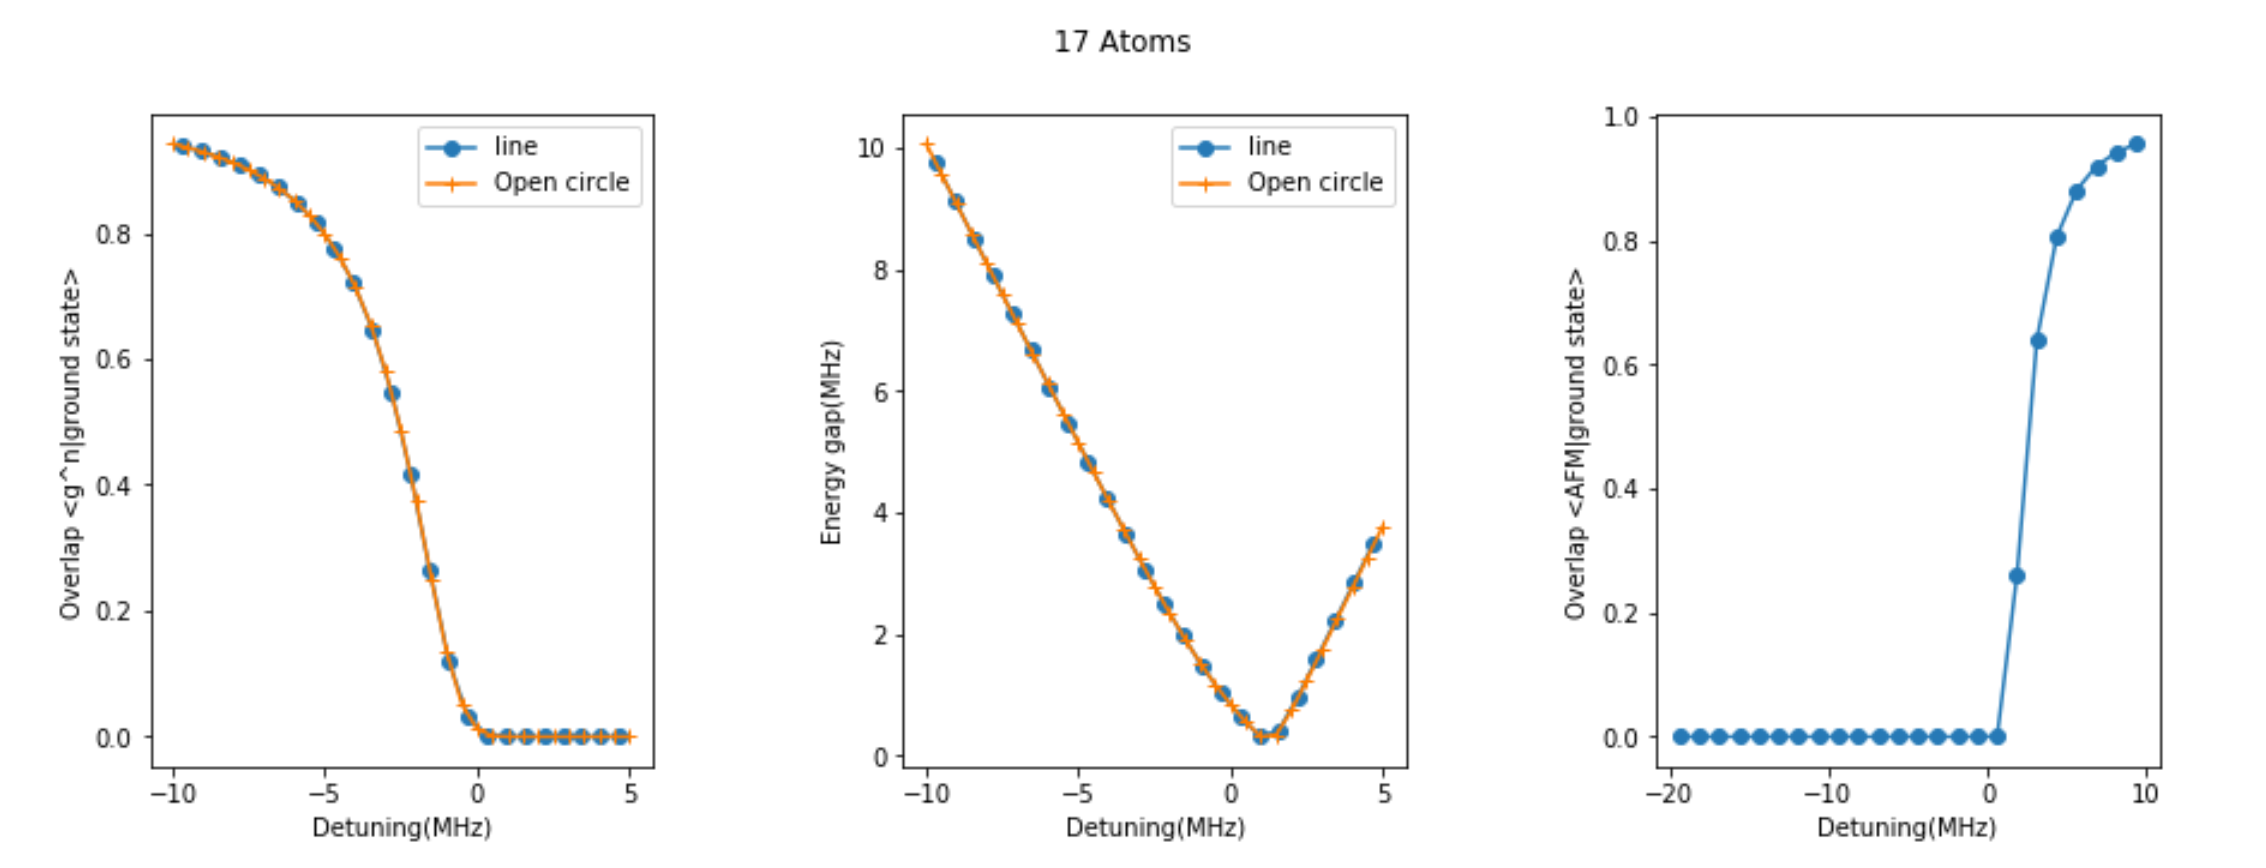 17 Atoms
line
Open circle
Overlap <g^n|ground state>
0.8
0.6
0.4
0.2
0.0
−10
−5
0
5
Detuning(MHz)
line
Open circle
Energy gap(MHz)
10
8
6
4
2
0
−10
−5
0
5
Detuning(MHz)
Overlap <AFM|ground state>
1.0
0.8
0.6
0.4
0.2
0.0
−20
−10
0
10
Detuning(MHz)